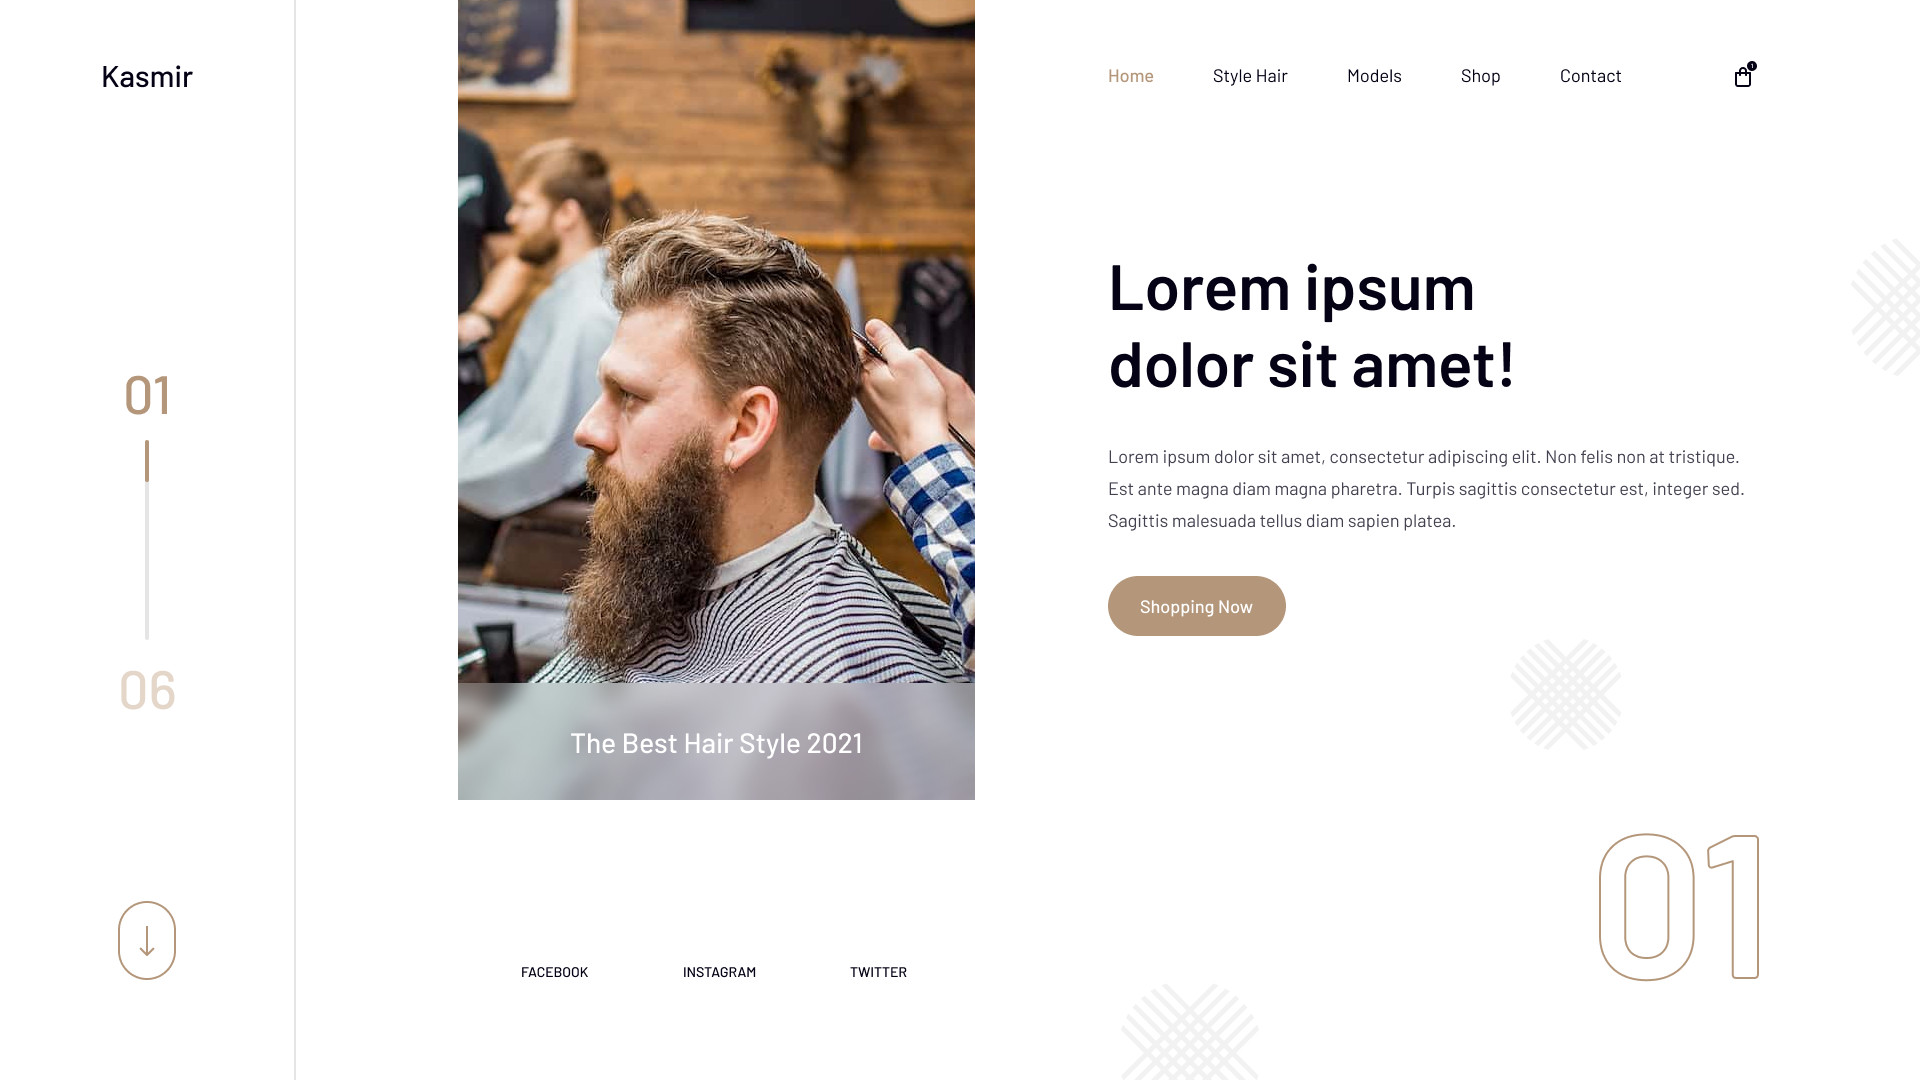 Kasmir
Home
Style Hair
Models
Shop
Contact
1
01
06
Lorem ipsum
dolor sit amet!
Lorem ipsum dolor sit amet, consectetur adipiscing elit. Non felis non at tristique.
Est ante magna diam magna pharetra. Turpis sagittis consectetur est, integer sed.
Sagittis malesuada tellus diam sapien platea.
Shopping Now
The Best Hair Style 2021
01
FACEBOOK
INSTAGRAM
TWITTER